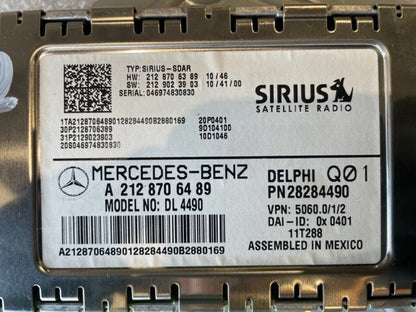 TYP: SIRIUS-SDAR
HW: 212 870 63 89 10/46
SW: 212 902 39 03 10/41/00
SERIAL: 046974830830
SIRIUS
SATELLITE RADIO
1TA2128706489012828449082880169 20P0401
30P2128706389 9D104100
31P2129023903 10D1046
20S046974830830
MERCEDES-BENZ
A 212 870 64 89
MODEL NO: DL 4490
DELPHI Q01
PN28284490
VPN: 5060.0/1/2
DAI-ID: 0x 0401
11T288
ASSEMBLED IN MEXICO
A2128706489012828449082880169